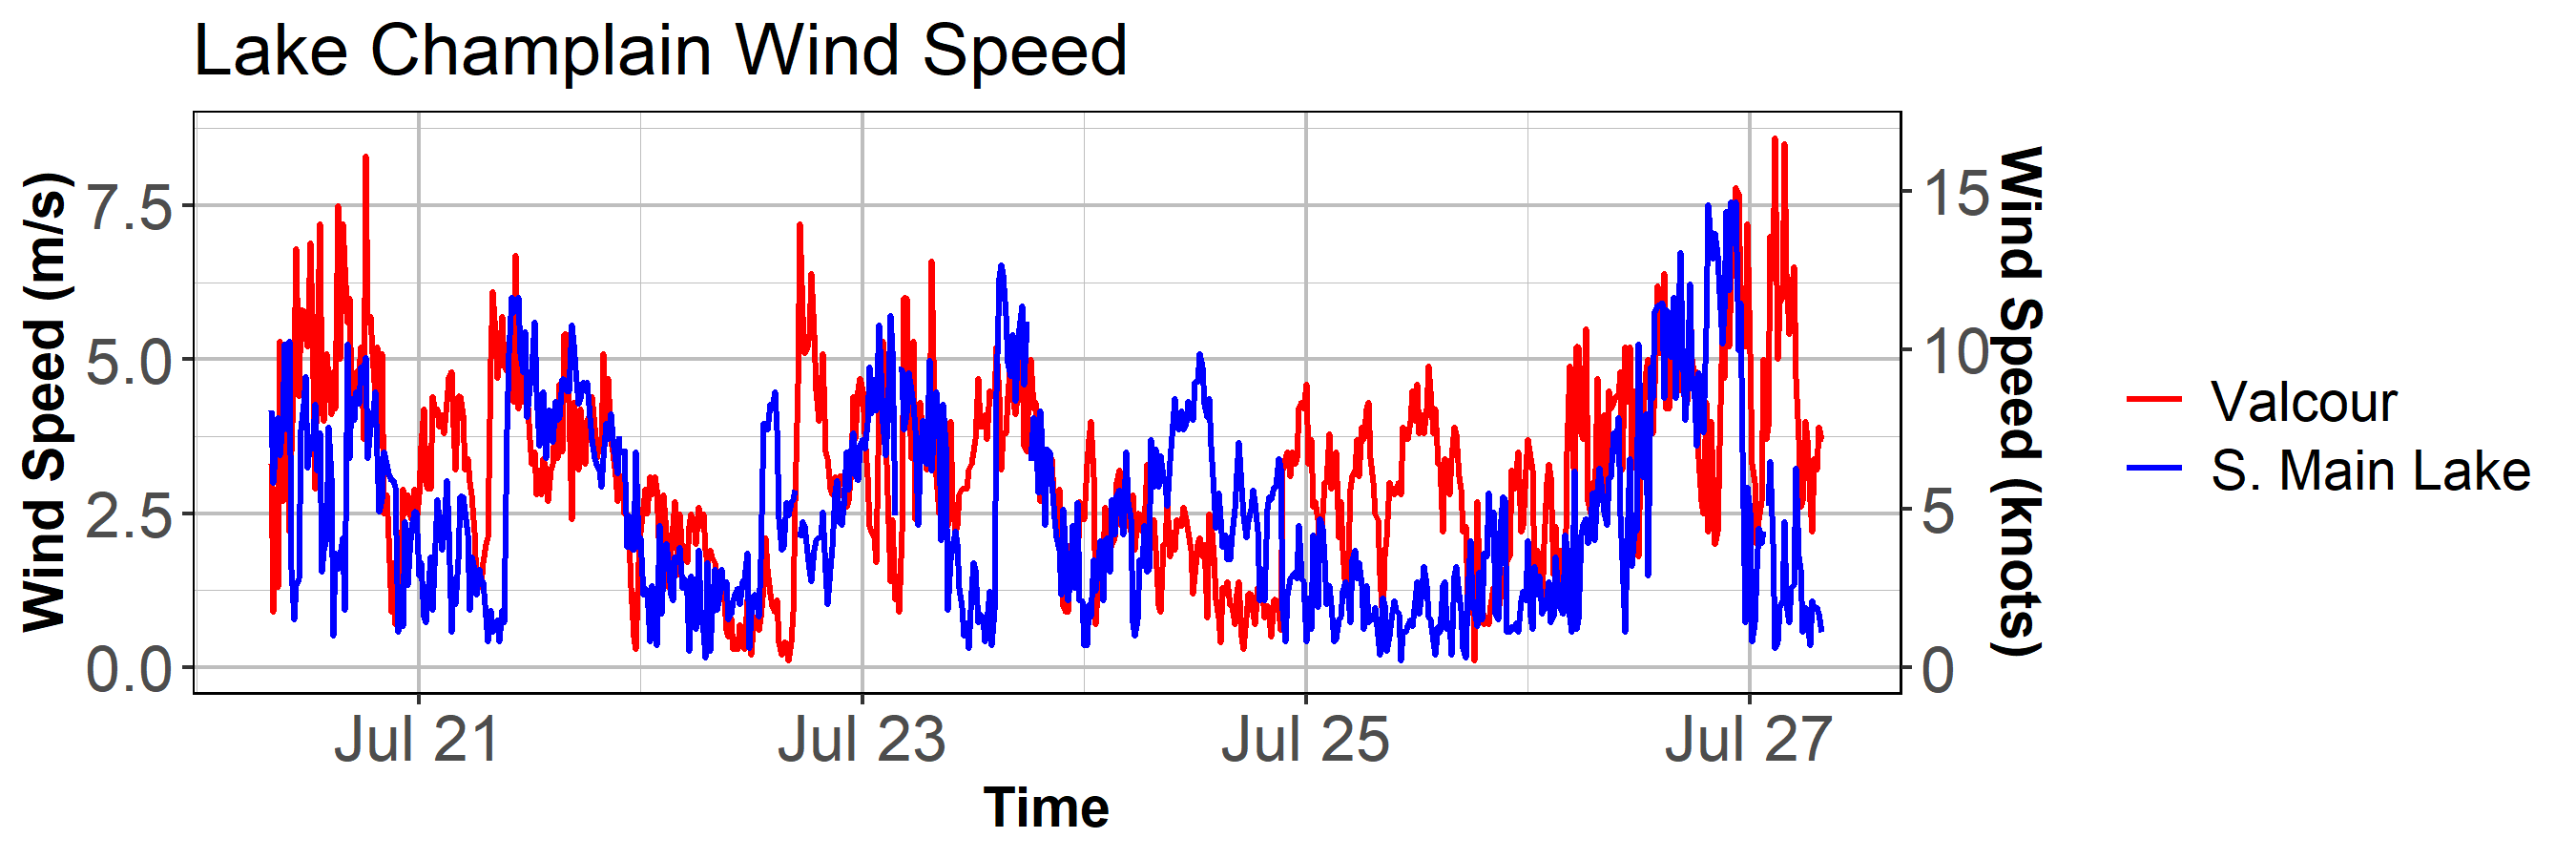 Lake Champlain Wind Speed
Wind Speed (m/s)
7.5
5.0
2.5
0.0
15
10
5
0
Wind Speed (knots)
Jul 21
Jul 23
Jul 25
Jul 27
Time
Valcour
S. Main Lake